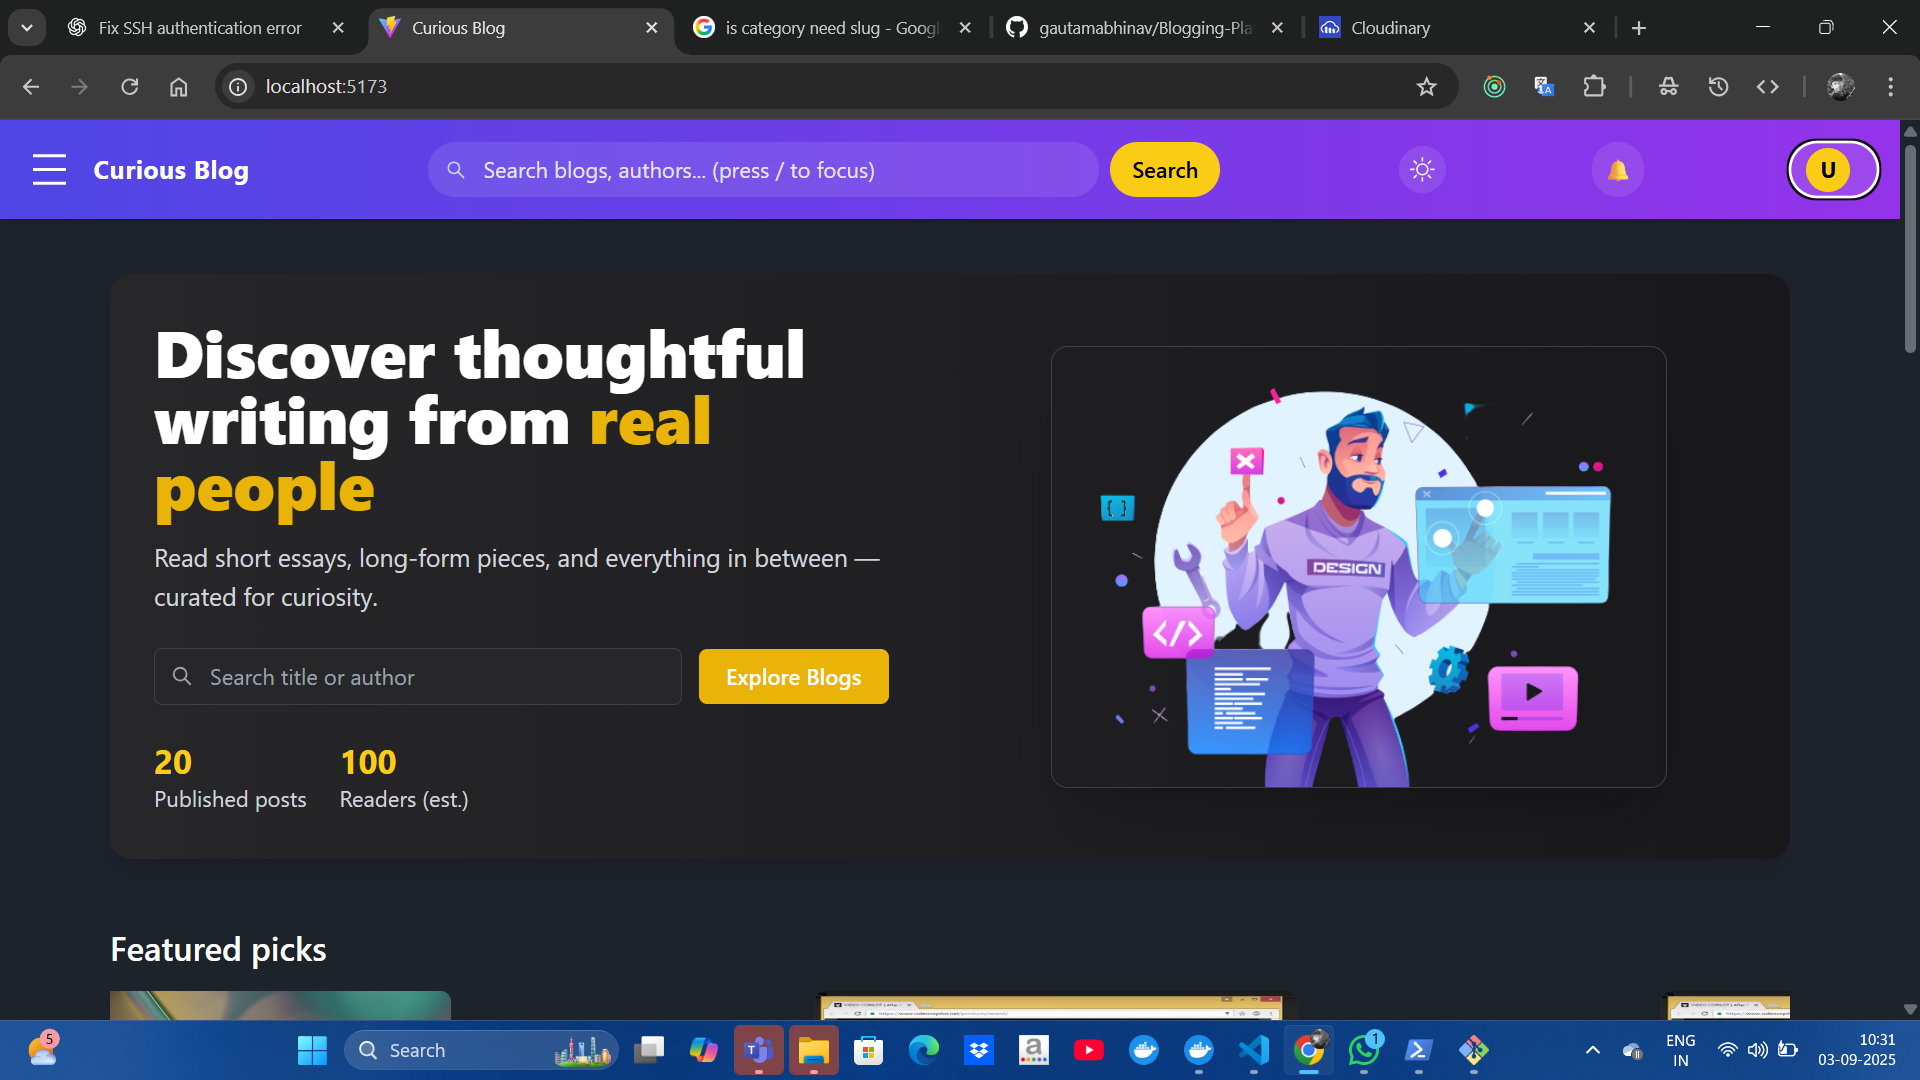 Fix SSH authentication error
Curious Blog
is category need slug - Googl
gautamabhinav/Blogging-Pla
Cloudinary
localhost:5173
Curious Blog
Search blogs, authors... (press / to focus)
Search
U
Discover thoughtful
writing from real
people
Read short essays, long-form pieces, and everything in between —
curated for curiosity.
Search title or author
Explore Blogs
20
Published posts
100
Readers (est.)
{ }
DESIGN
</>
Featured picks
5
Search
1
ENG
IN
10:31
03-09-2025